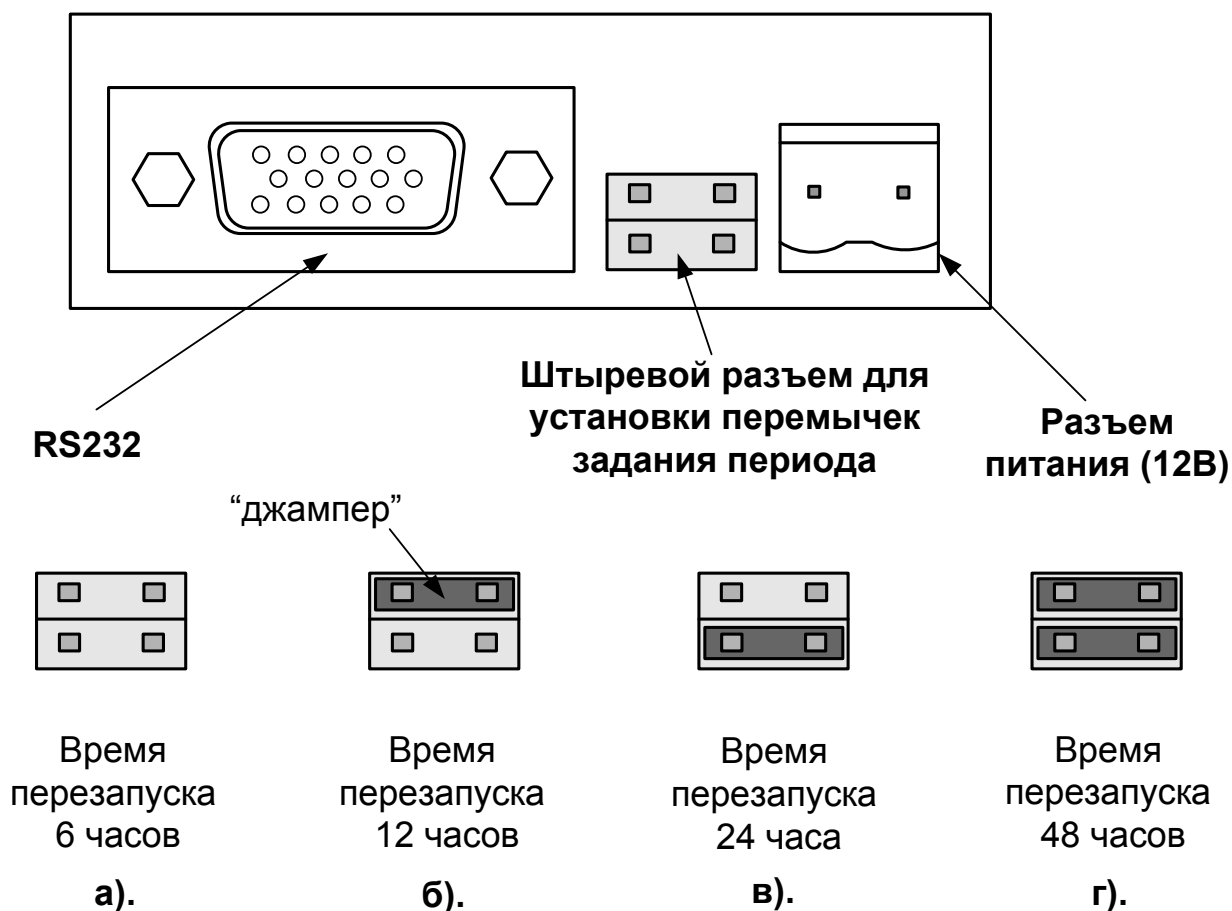 RS232
Штыревой разъем для
установки перемычек
задания периода
Разъем
питания (12В)
“джампер”
Время
перезапуска
6 часов
а).
Время
перезапуска
12 часов
б).
Время
перезапуска
24 часа
в).
Время
перезапуска
48 часов
г).